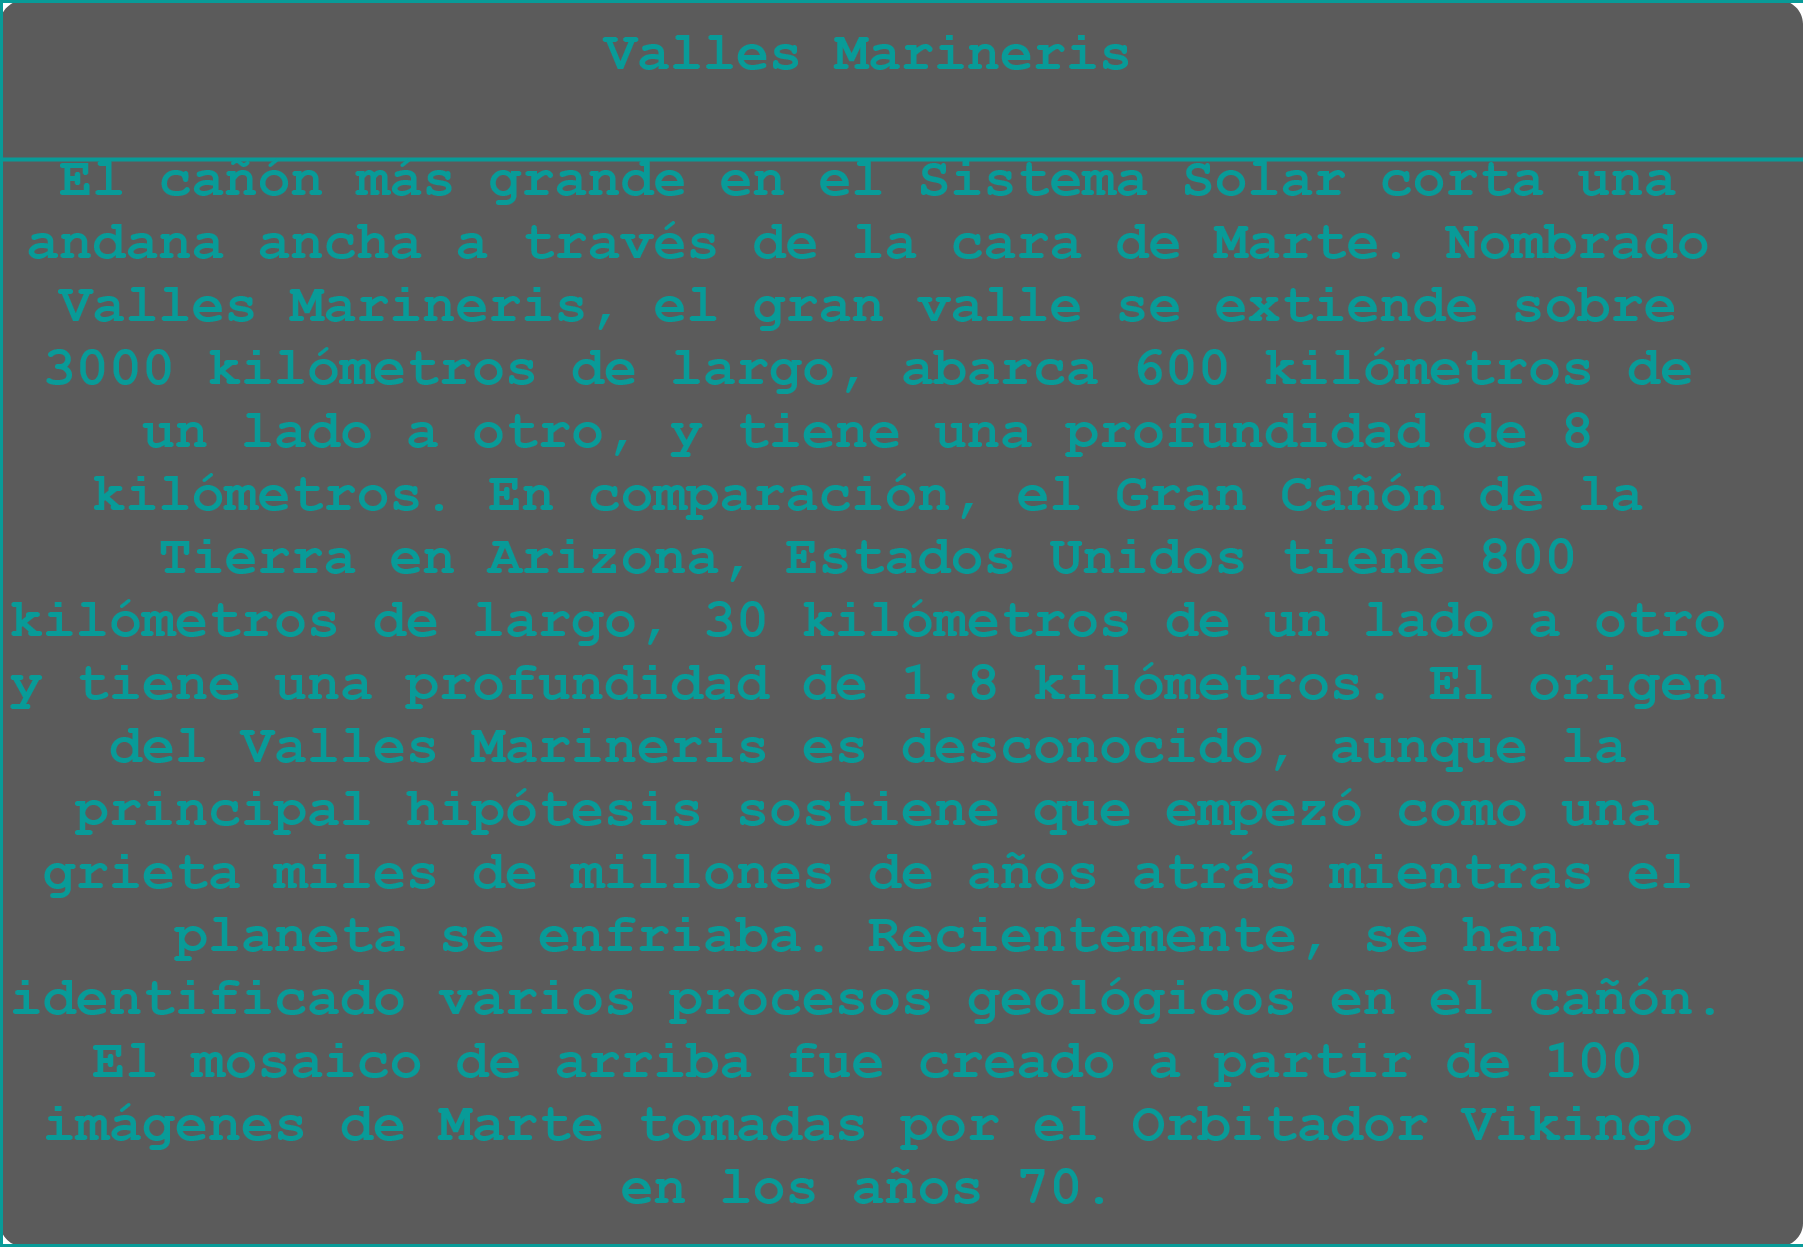 Valles Marineris
El cañón más grande en el Sistema Solar corta una
andana ancha a través de la cara de Marte. Nombrado
Valles Marineris, el gran valle se extiende sobre
3000 kilómetros de largo, abarca 600 kilómetros de
un lado a otro, y tiene una profundidad de 8
kilómetros. En comparación, el Gran Cañón de la
Tierra en Arizona, Estados Unidos tiene 800
kilómetros de largo, 30 kilómetros de un lado a otro
y tiene una profundidad de 1.8 kilómetros. El origen
del Valles Marineris es desconocido, aunque la
principal hipótesis sostiene que empezó como una
grieta miles de millones de años atrás mientras el
planeta se enfriaba. Recientemente, se han
identificado varios procesos geológicos en el cañón.
El mosaico de arriba fue creado a partir de 100
imágenes de Marte tomadas por el Orbitador Vikingo
en los años 70.